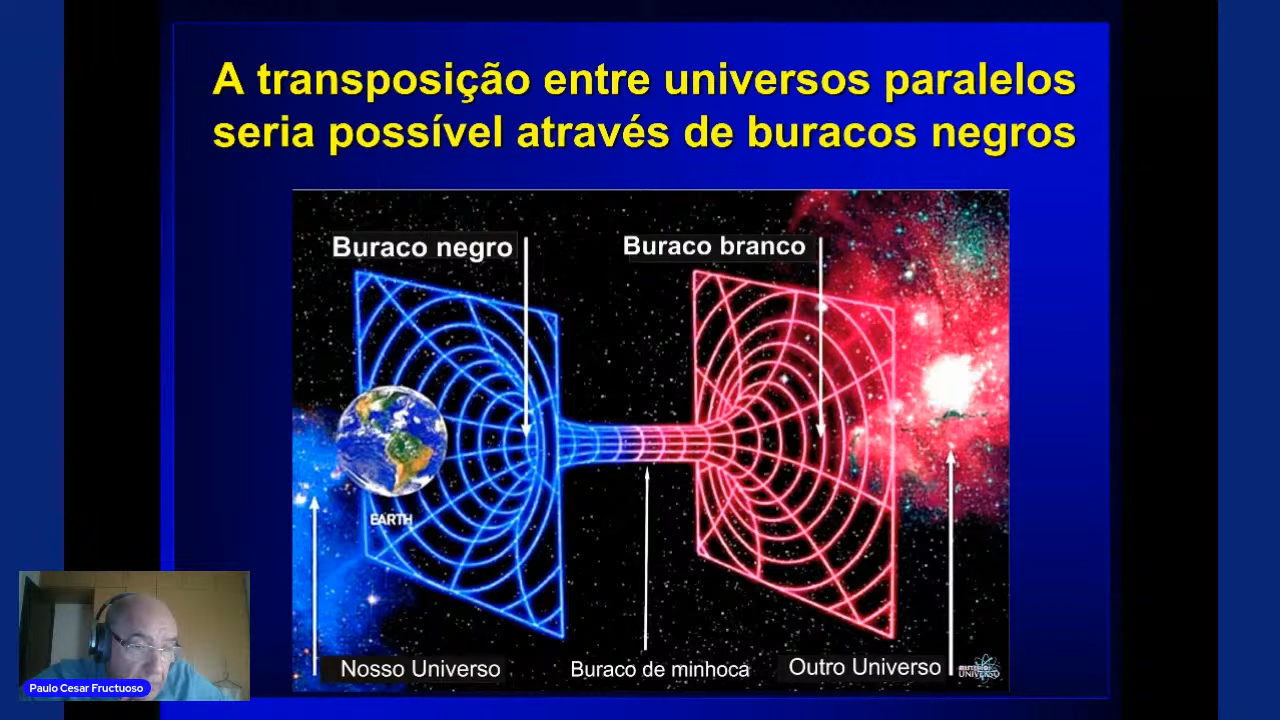 A transposição entre universos paralelos
seria possível através de buracos negros
Buraco negro
Buraco branco
EARTH
Nosso Universo
Buraco de minhoca
Outro Universo
UNIVERSO
Paulo Cesar Fructuoso